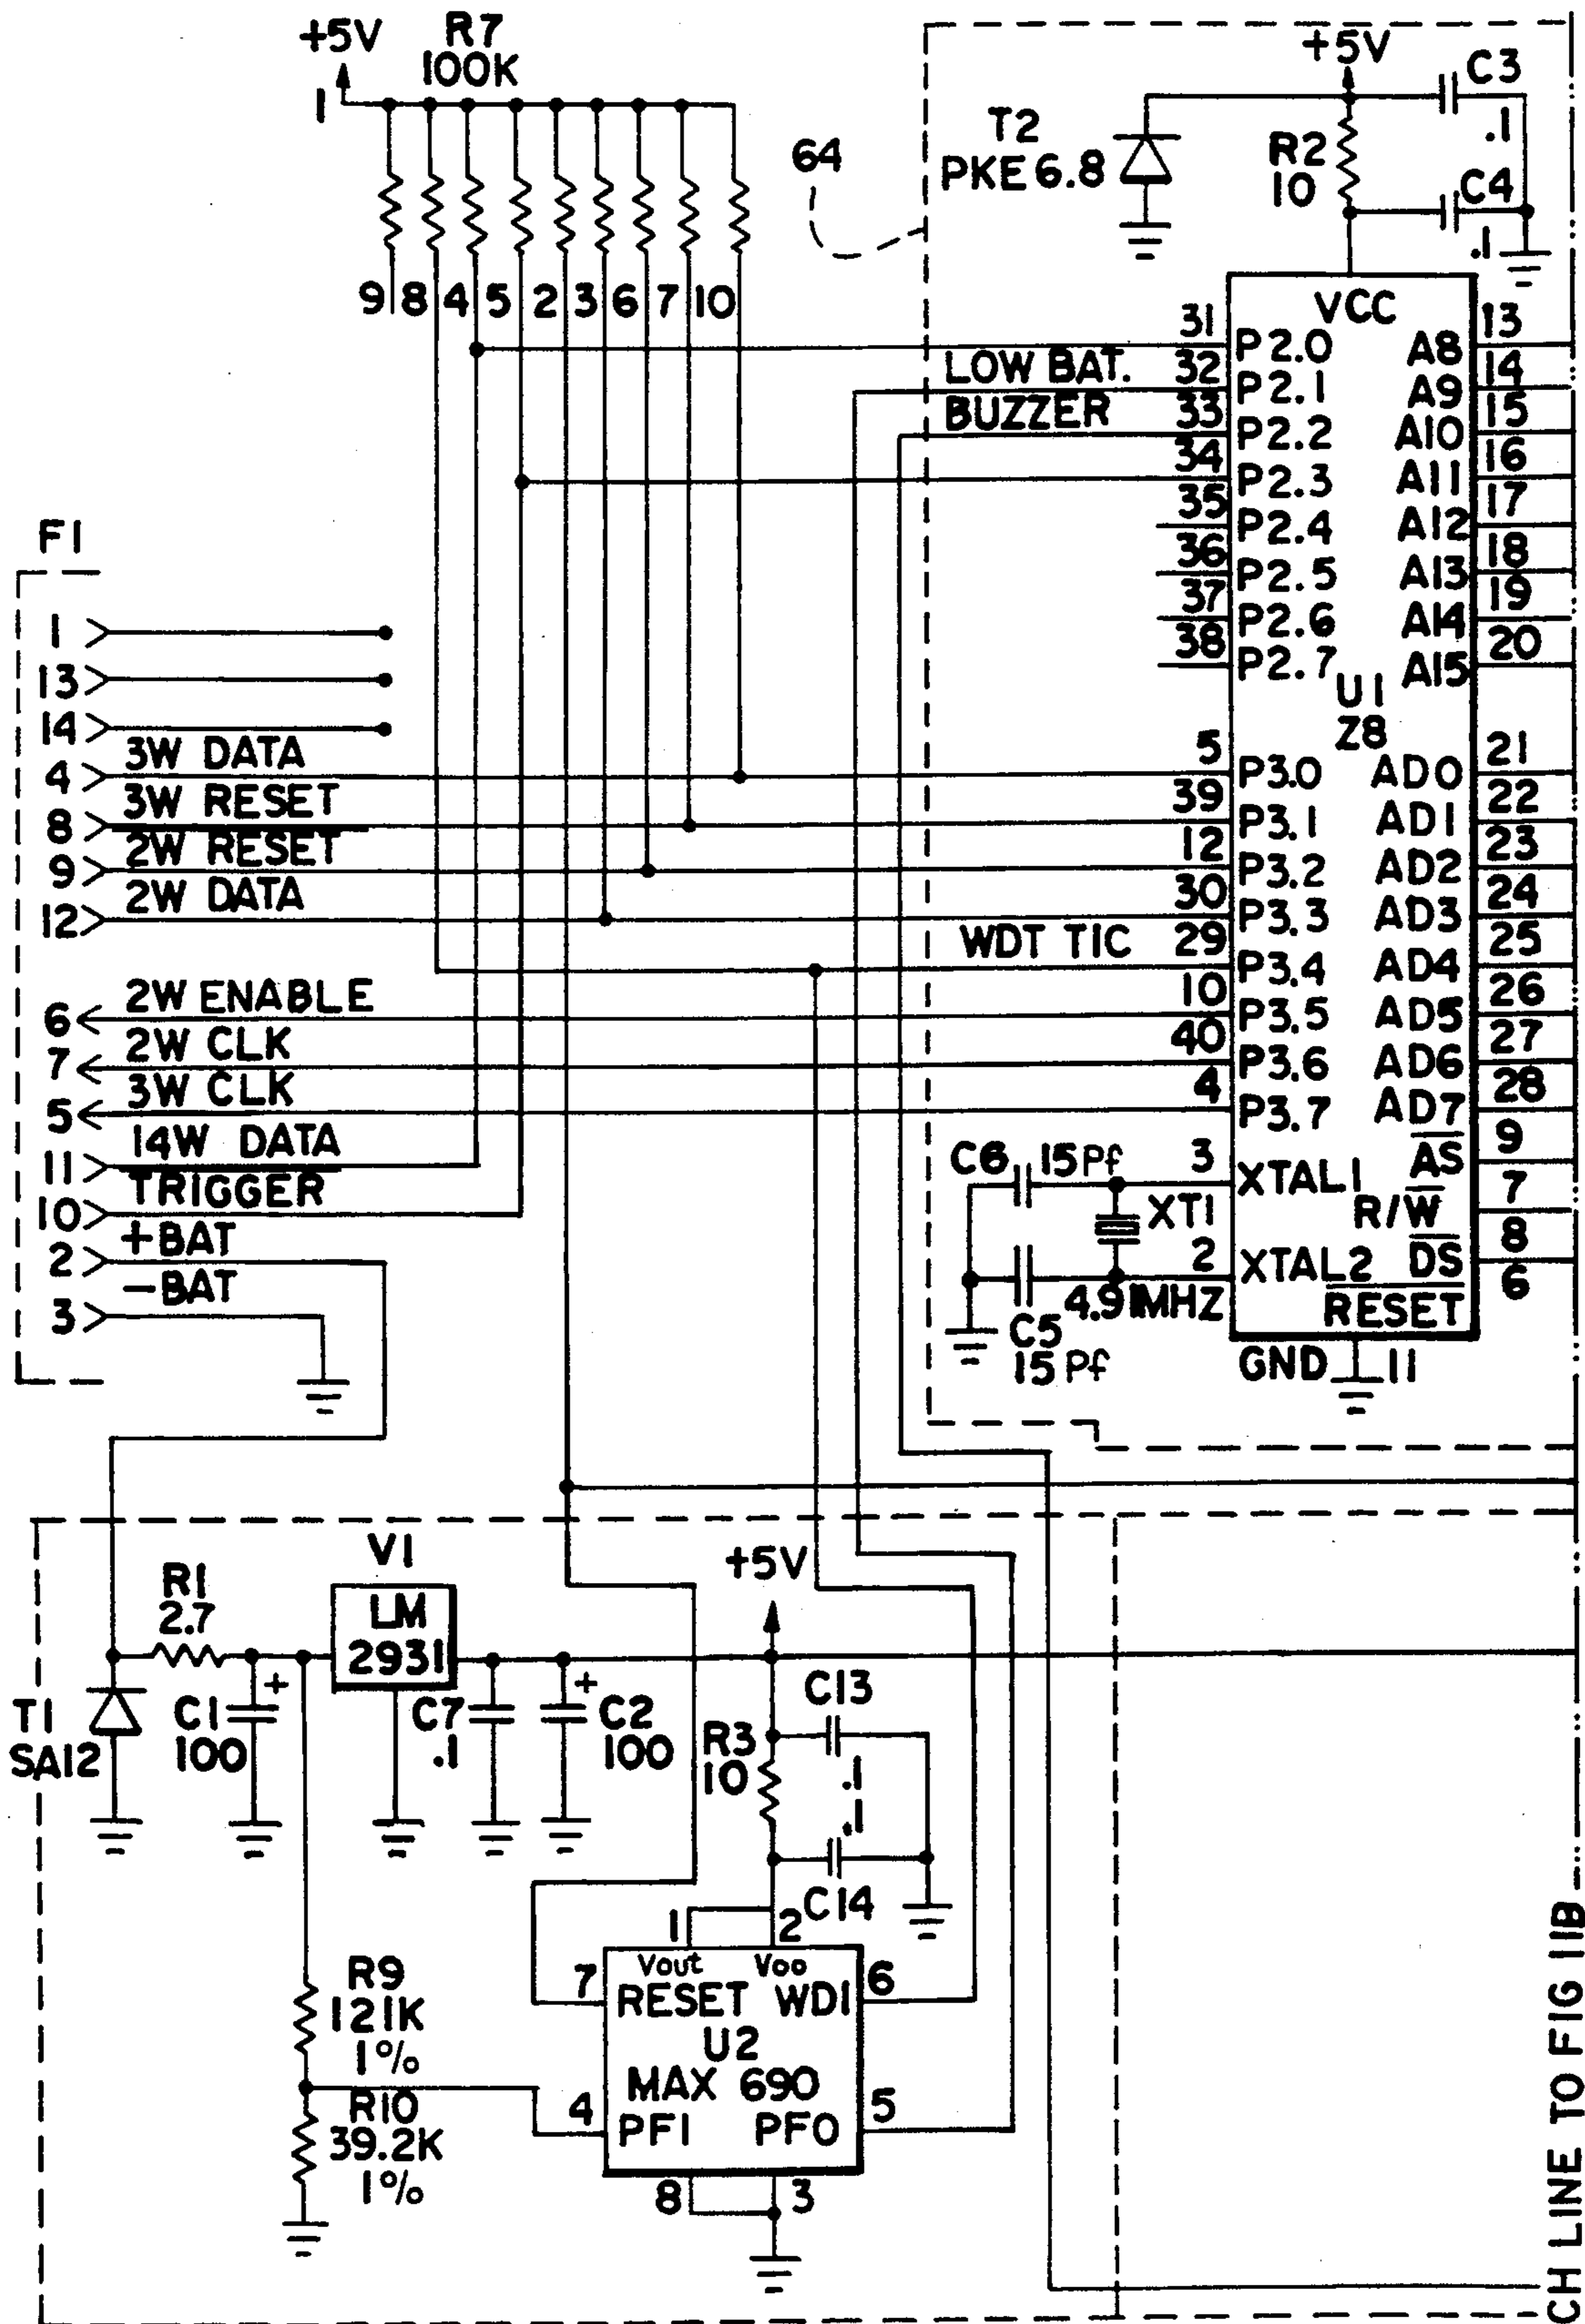 +5V
R7
100K
1
9 8 4 5 2 3 6 7 10
64
+5V
C3
.1
T2
PKE 6.8
R2
10
C4
.1
VCC
31 P2.0 A8 13
LOW BAT. 32 P2.1 A9 14
BUZZER 33 P2.2 A10 15
34 P2.3 A11 16
35 P2.4 A12 17
36 P2.5 A13 18
37 P2.6 A14 19
38 P2.7 A15 20
U1
Z8
5 P3.0 AD0 21
39 P3.1 AD1 22
12 P3.2 AD2 23
30 P3.3 AD3 24
WDT TIC 29 P3.4 AD4 25
10 P3.5 AD5 26
40 P3.6 AD6 27
4 P3.7 AD7 28
AS 9
3 XTAL1
R/W 7
2 XTAL2 DS 8
RESET 6
GND 11
C6 15 Pf
XT1
4.91MHZ
C5
15 Pf
F1
1
13
14
4 3W DATA
8 3W RESET
9 2W RESET
12 2W DATA
6 2W ENABLE
7 2W CLK
5 3W CLK
11 14W DATA
10 TRIGGER
2 +BAT
3 -BAT
V1
LM
2931
R1
2.7
T1
SA12
C1
100
+
C7
.1
+
C2
100
+5V
C13
.1
R3
10
.1
C14
1 2
Vout Voo
7 RESET WDI 6
U2
MAX 690
4 PFI PFO 5
8 3
R9
121K
1%
R10
39.2K
1%
CH LINE TO FIG 11B